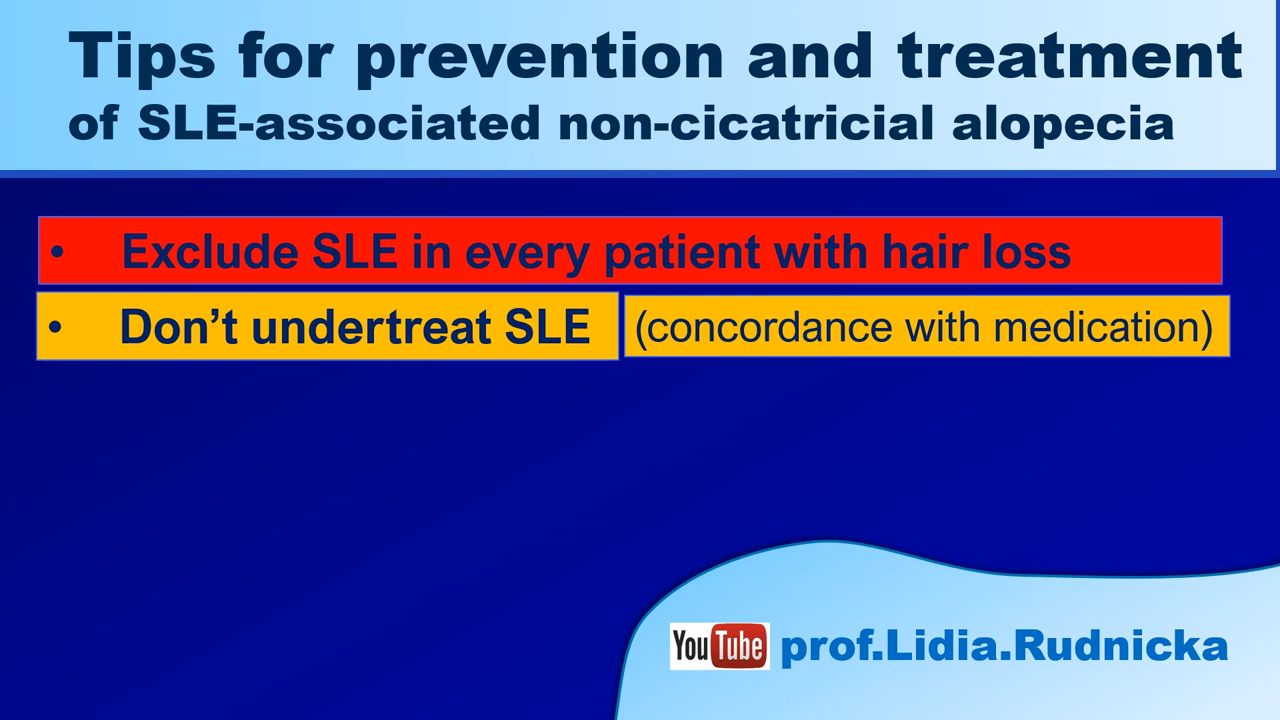 Tips for prevention and treatment
of SLE-associated non-cicatricial alopecia
• Exclude SLE in every patient with hair loss
• Don’t undertreat SLE (concordance with medication)
YouTube prof.Lidia.Rudnicka